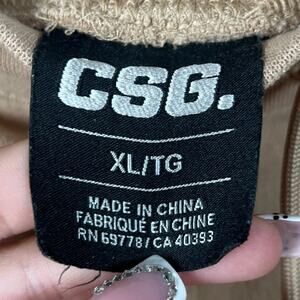 CSG.
XL/TG
MADE IN CHINA
FABRIQUÉ EN CHINE
RN 69778 / CA 40393